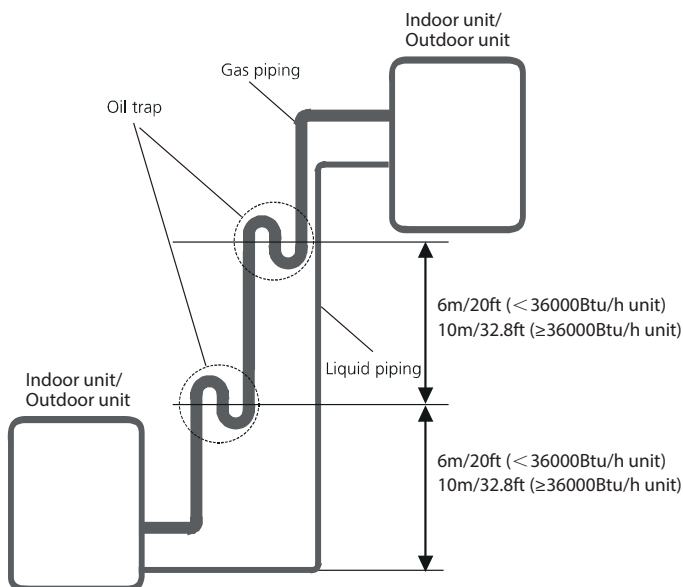 Indoor unit/
Outdoor unit
Gas piping
Oil trap
6m/20ft (<36000Btu/h unit)
10m/32.8ft (≥36000Btu/h unit)
Liquid piping
Indoor unit/
Outdoor unit
6m/20ft (<36000Btu/h unit)
10m/32.8ft (≥36000Btu/h unit)